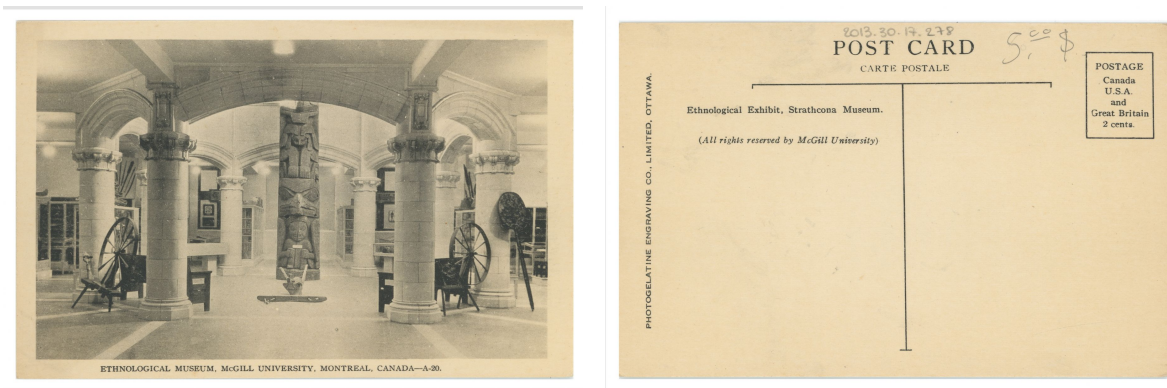 ETHNOLOGICAL MUSEUM, McGILL UNIVERSITY, MONTREAL, CANADA—A-20.
2013.30.17.278
5.00 $
POST CARD
CARTE POSTALE
POSTAGE
Canada
U.S.A.
and
Great Britain
2 cents.
Ethnological Exhibit, Strathcona Museum.
(All rights reserved by McGill University)
PHOTOGELATINE ENGRAVING CO., LIMITED, OTTAWA.